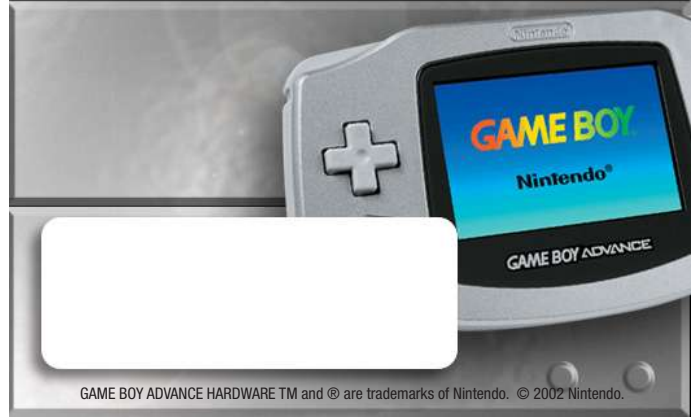 Nintendo
GAME BOY
Nintendo®
GAME BOY ADVANCE
GAME BOY ADVANCE HARDWARE TM and ® are trademarks of Nintendo. © 2002 Nintendo.